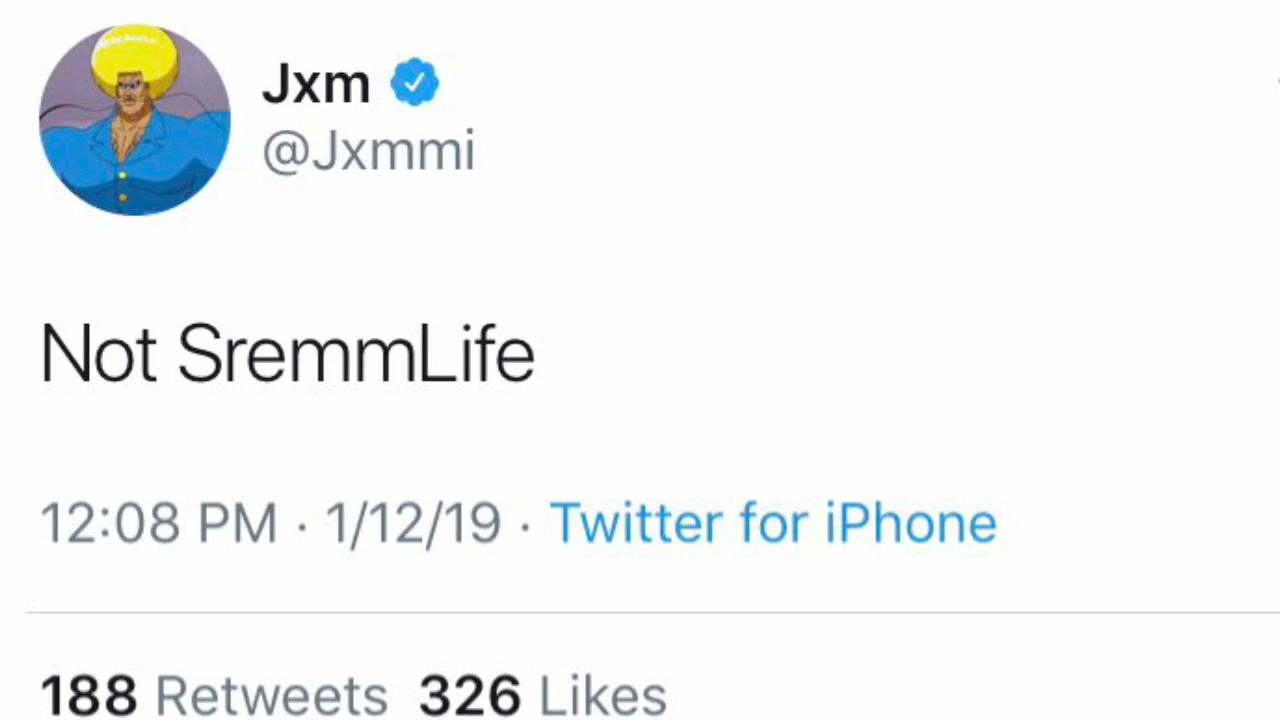 Jxm
@Jxmmi
Not SremmLife
12:08 PM · 1/12/19 · Twitter for iPhone
188 Retweets 326 Likes